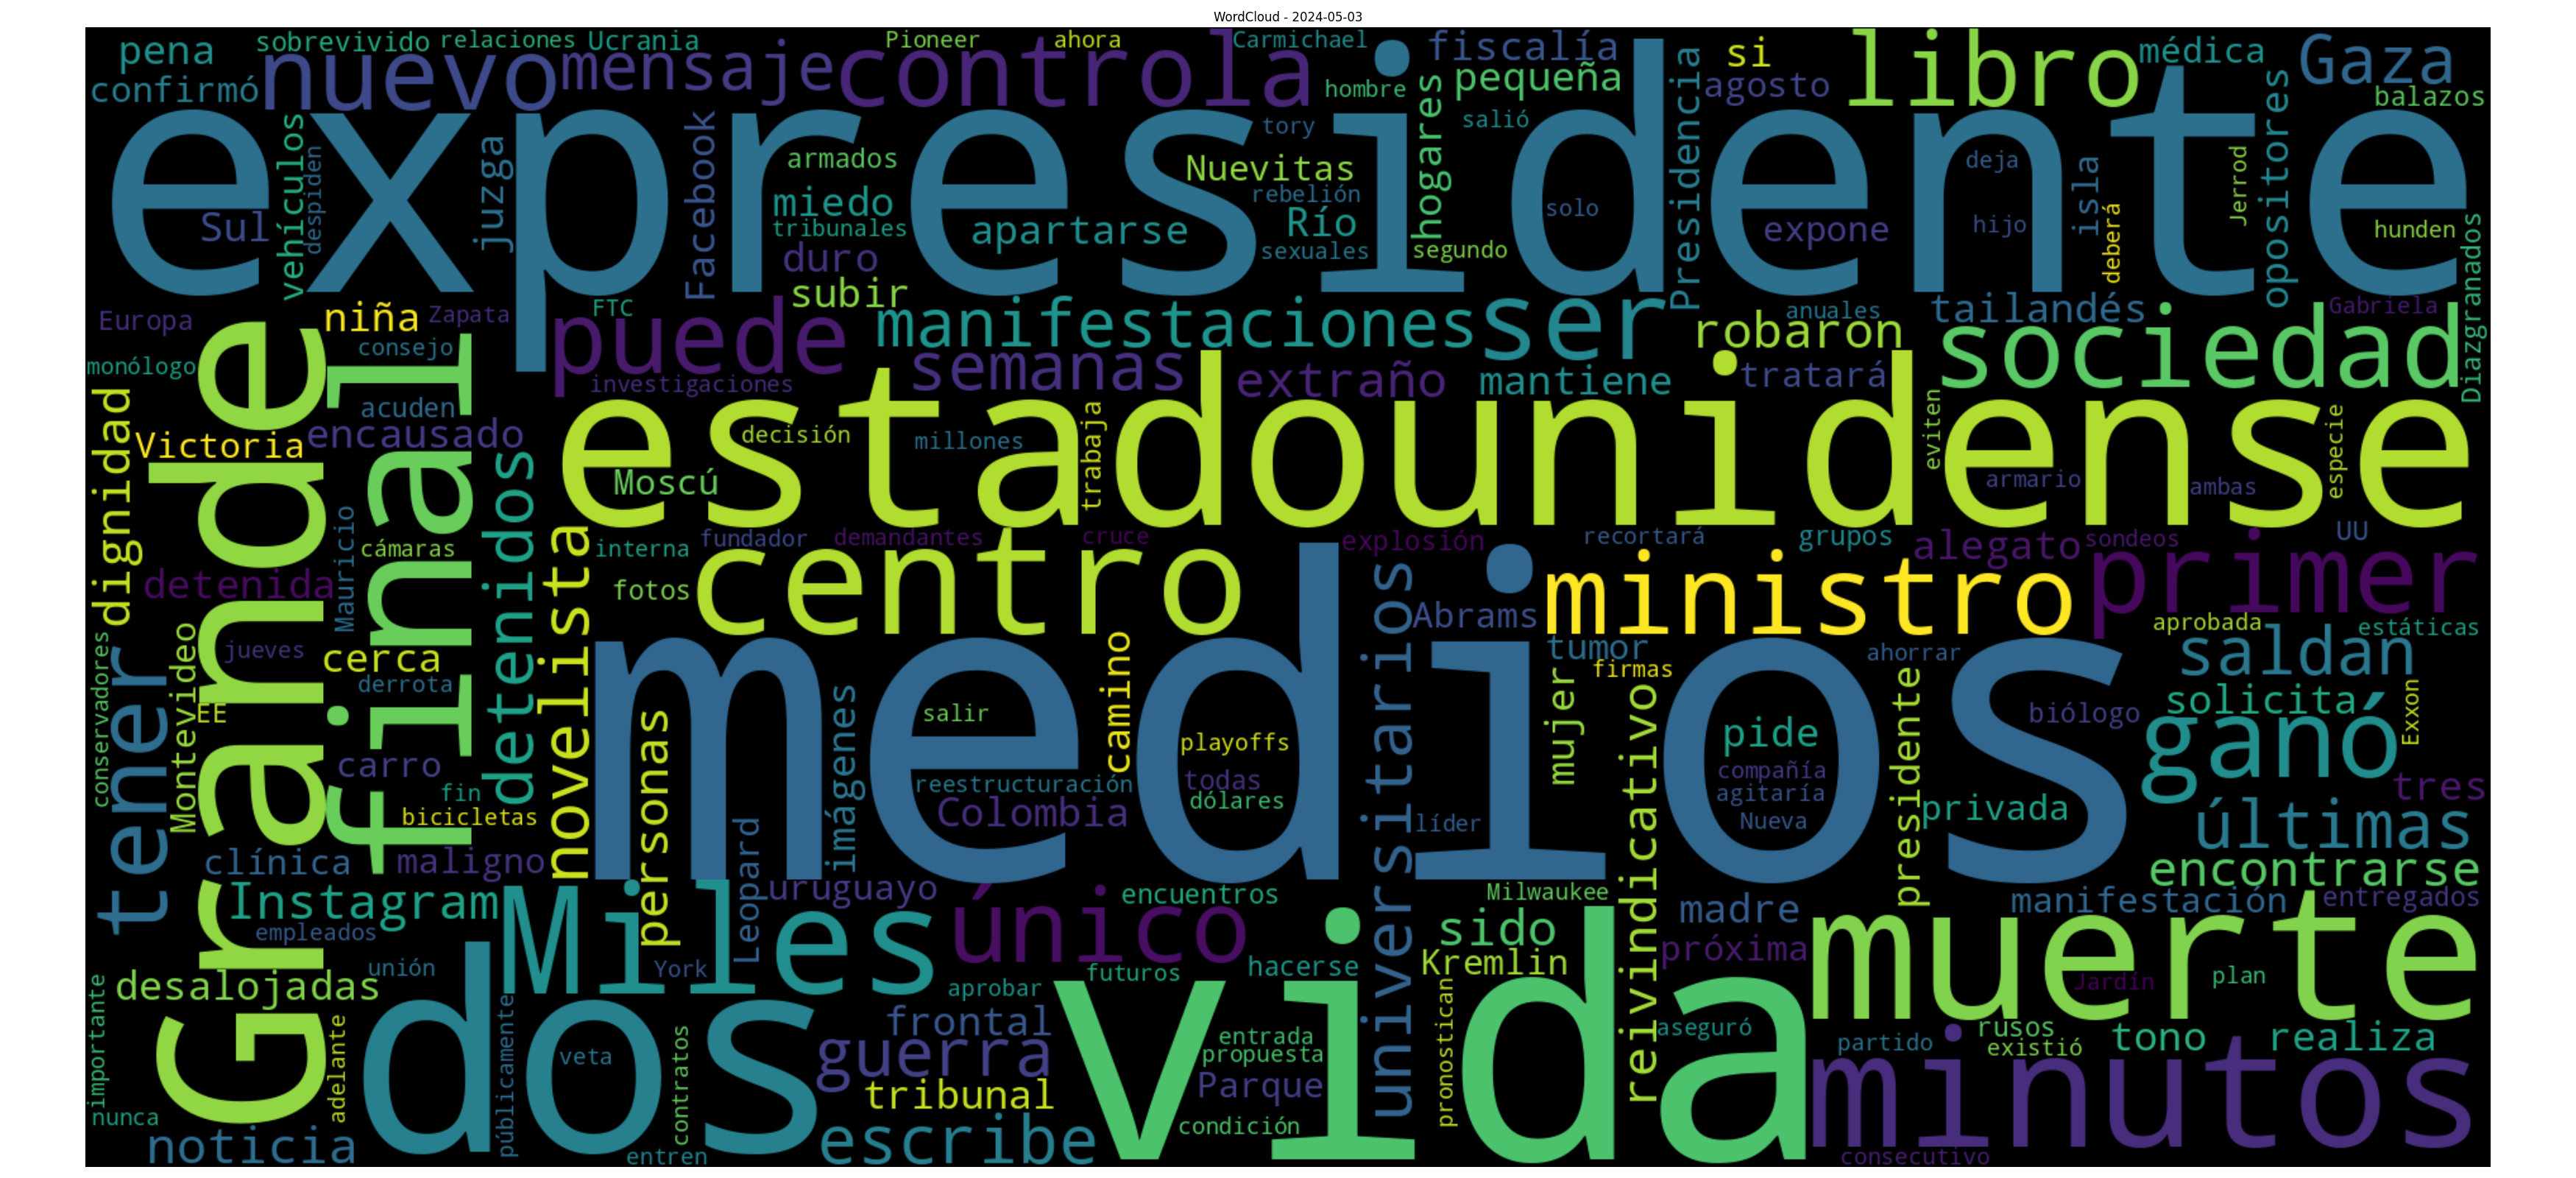 WordCloud - 2024-05-03
pena
sobrevivido
relaciones
Ucrania
Pioneer
ahora
Carmichael
fiscalía
si
libro
médica
Gaza
confirmó
nuevo
mensaje
controla
hombre
pequeña
agosto
balazos
expresidente
vehículos
despiden
juzga
Facebook
armados
tory
Nuevitas
hogares
salió
Presidencia
deja
isla
Jerrod
opositores
Sul
miedo
tribunales
rebelión
Río
solo
expone
hijo
deberá
hunden
duro
apartarse
sexuales
segundo
subir
Diazgranados
Europa
niña
Zapata
FTC
puede
manifestaciones
ser
anuales
tailandés
Gabriela
monólogo
consejo
investigaciones
semanas
extraño
mantiene
robaron
tratará
sociedad
Grande
final
dignidad
acuden
Victoria
encausado
estadounidense
decisión
millones
trabaja
eviten
armario
ambas
especie
Moscú
detenidos
novelista
Mauricio
cámaras
interna
fundador
demandantes
cruce
explosión
recortará
grupos
alegato
sondeos
UU
primer
detenida
fotos
centro
Abrams
ministro
universitarios
aprobada
estáticas
conservadores
tener
Montevideo
jueves
cerca
derrota
EE
medios
camino
tumor
firmas
mujer
ahorrar
saldan
solicita
Exxon
salir
playoffs
reivindicativo
pide
presidente
biólogo
ganó
carro
fin
bicicletas
personas
imágenes
reestructuración
todas
dólares
Colombia
líder
compañía
agitaría
Nueva
privada
tres
últimas
clínica
maligno
Leopard
encontrarse
Instagram
Miles
uruguayo
único
encuentros
Milwaukee
madre
manifestación
entregados
empleados
sido
próxima
muerte
desalojadas
unión
York
futuros
hacerse
Kremlin
Jardín
plan
importante
adelante
dos
públicamente
aprobar
vida
pronostican
frontal
guerra
entrada
propuesta
aseguró
partido
rusos
existió
tono
realiza
veta
contratos
tribunal
Parque
minutos
nunca
noticia
entren
escribe
condición
consecutivo